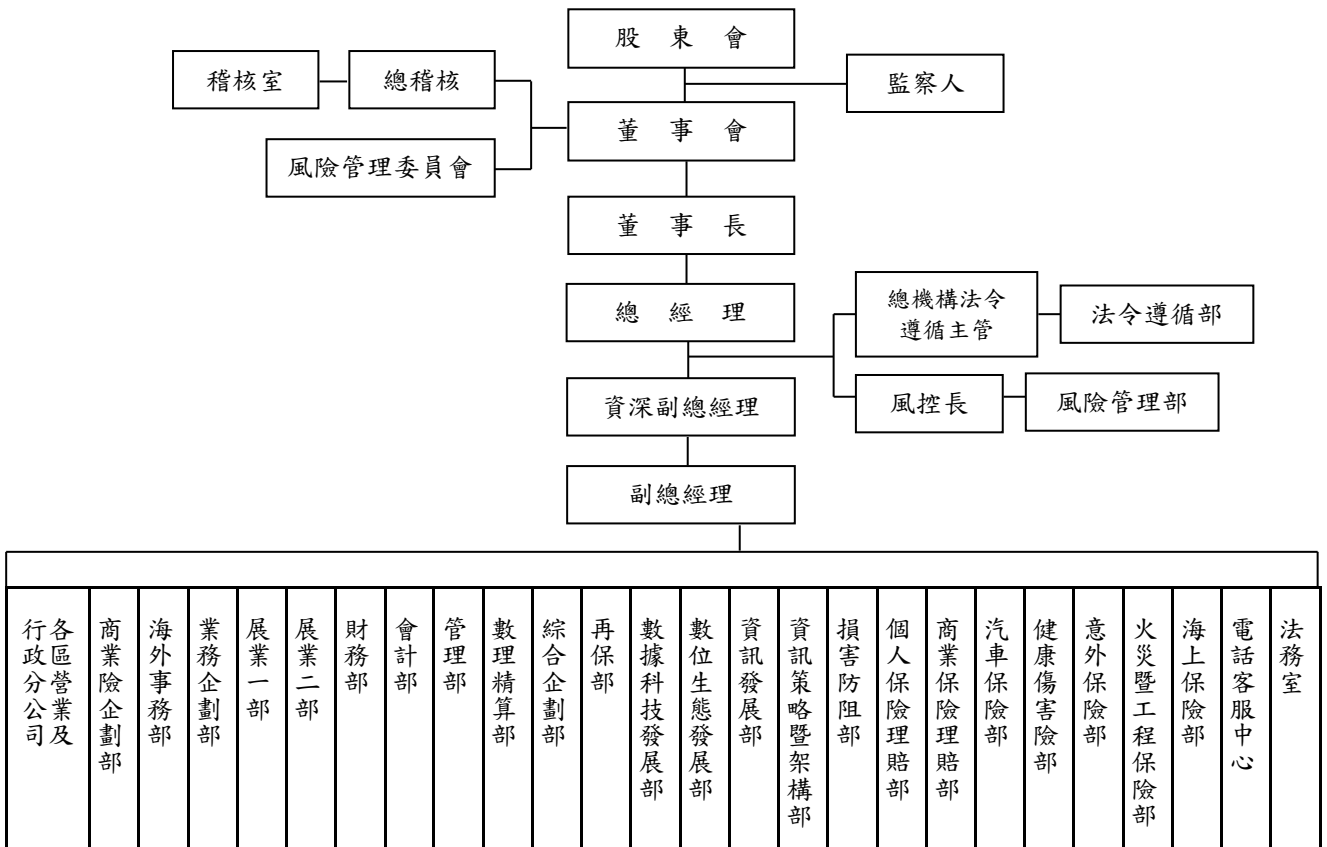 股 東 會
稽核室
總稽核
監察人
董 事 會
風險管理委員會
董 事 長
總 經 理
總機構法令
遵循主管
法令遵循部
資深副總經理
風控長
風險管理部
副總經理
各區營業及
行政分公司
商業險企劃部
海外事務部
業務企劃部
展業一部
展業二部
財務部
會計部
管理部
數理精算部
綜合企劃部
再保部
數據科技發展部
數位生態發展部
資訊發展部
資訊策略暨架構部
損害防阻部
個人保險理賠部
商業保險理賠部
汽車保險部
健康傷害險部
意外保險部
火災暨工程保險部
海上保險部
電話客服中心
法務室